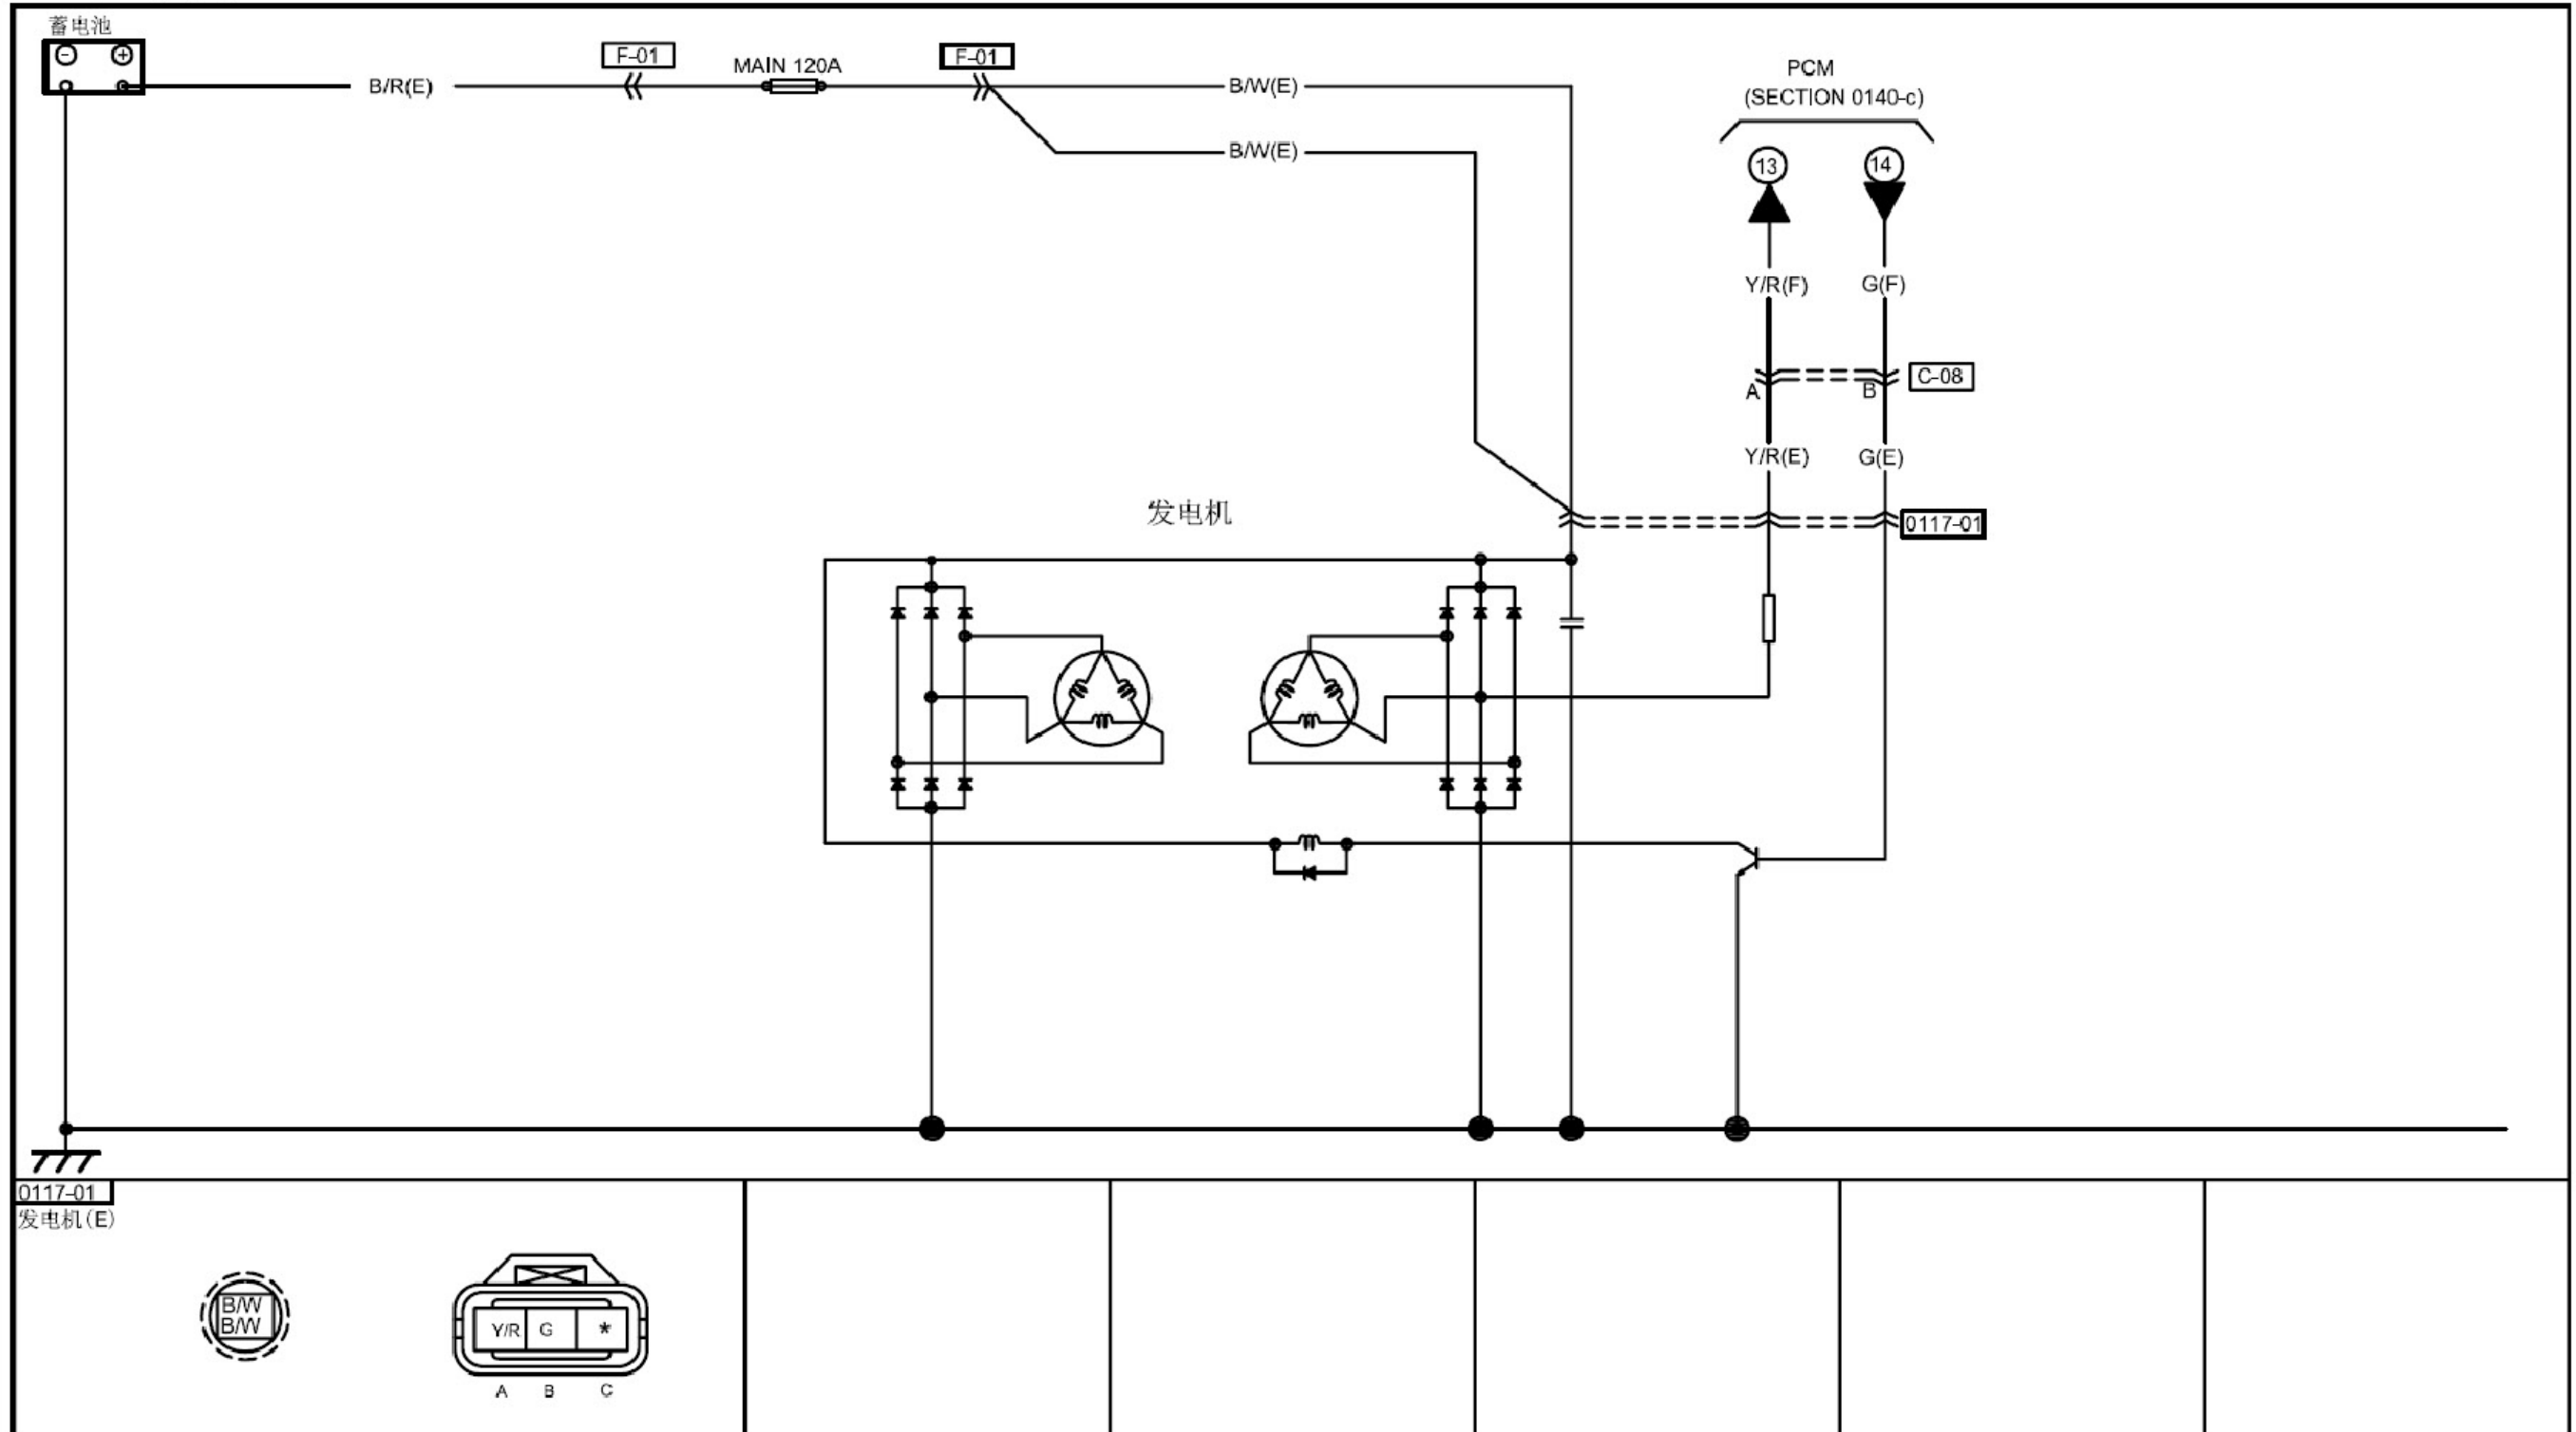 蓄电池
- +
F-01
F-01
MAIN 120A
B/R(E)
B/W(E)
B/W(E)
PCM
(SECTION 0140-c)
13 14
Y/R(F) G(F)
C-08
A B
Y/R(E) G(E)
发电机
0117-01
0117-01
发电机(E)
B/W
B/W
Y/R G *
A B C